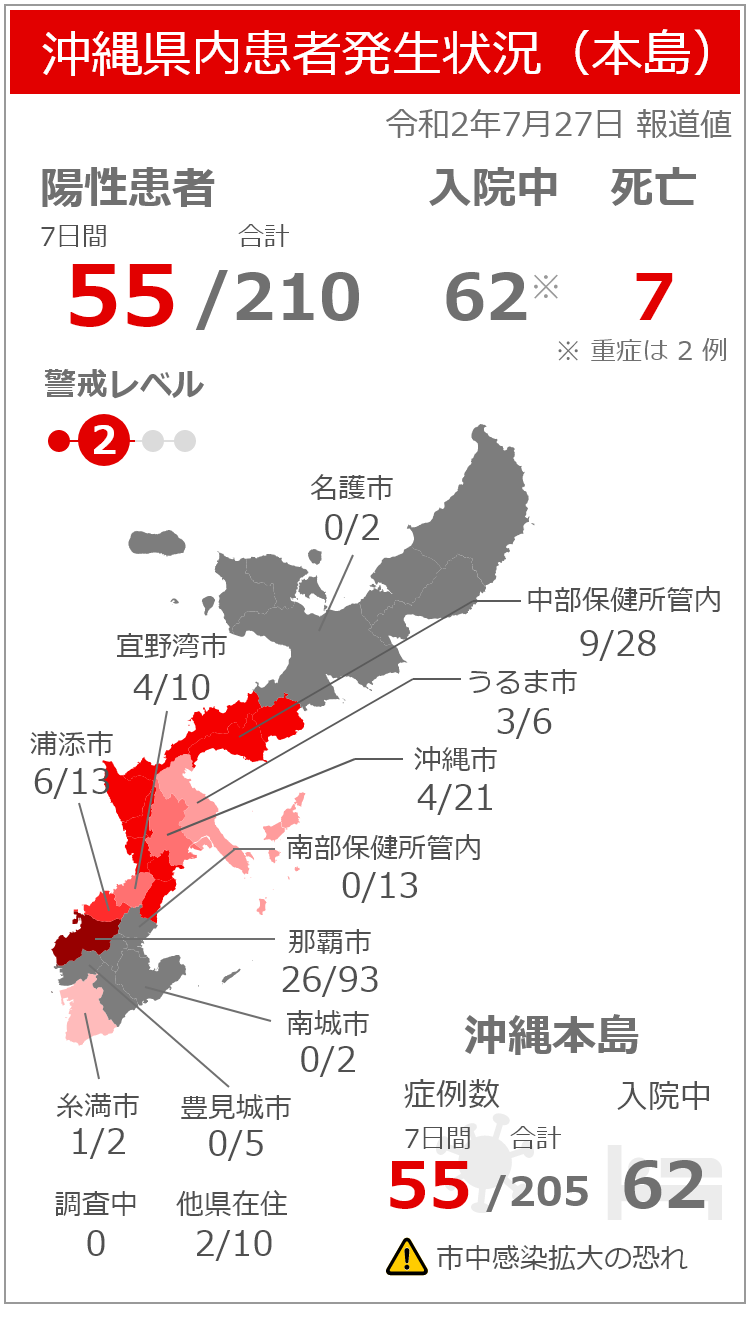 沖縄県内患者発生状況（本島）
令和2年7月27日 報道値
陽性患者 入院中 死亡
7日間 合計
55 /210 62※ 7
※ 重症は 2 例
警戒レベル
2
名護市
0/2
中部保健所管内
9/28
宜野湾市
4/10
うるま市
3/6
浦添市
6/13
沖縄市
4/21
南部保健所管内
0/13
那覇市
26/93
南城市
0/2
糸満市
1/2
豊見城市
0/5
調査中
0
他県在住
2/10
沖縄本島
症例数 入院中
7日間 合計
55 /205 62
市中感染拡大の恐れ